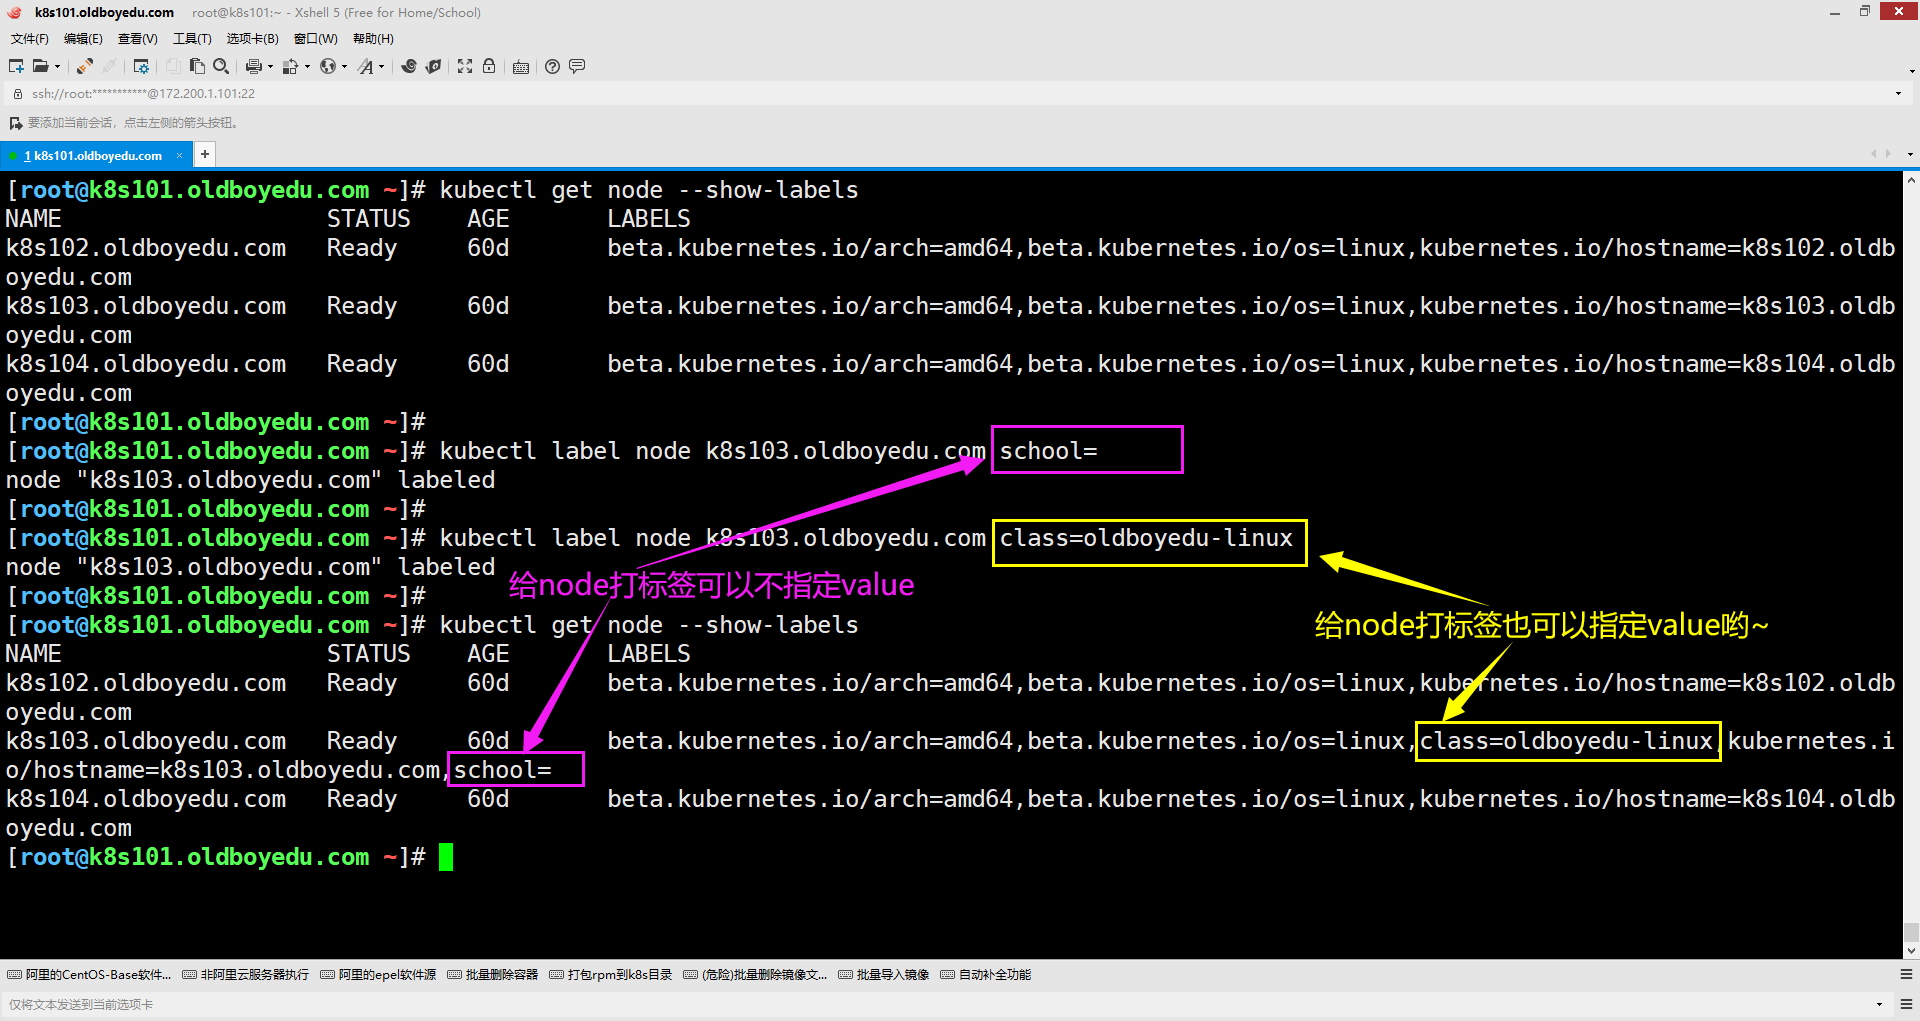 k8s101.oldboyedu.com root@k8s101:~ - Xshell 5 (Free for Home/School)
文件(F) 编辑(E) 查看(V) 工具(T) 选项卡(B) 窗口(W) 帮助(H)
ssh://root:***********@172.200.1.101:22
要添加当前会话，点击左侧的箭头按钮。
1 k8s101.oldboyedu.com × +
[root@k8s101.oldboyedu.com ~]# kubectl get node --show-labels
NAME STATUS AGE LABELS
k8s102.oldboyedu.com Ready 60d beta.kubernetes.io/arch=amd64,beta.kubernetes.io/os=linux,kubernetes.io/hostname=k8s102.oldb
oyedu.com
k8s103.oldboyedu.com Ready 60d beta.kubernetes.io/arch=amd64,beta.kubernetes.io/os=linux,kubernetes.io/hostname=k8s103.oldb
oyedu.com
k8s104.oldboyedu.com Ready 60d beta.kubernetes.io/arch=amd64,beta.kubernetes.io/os=linux,kubernetes.io/hostname=k8s104.oldb
oyedu.com
[root@k8s101.oldboyedu.com ~]#
[root@k8s101.oldboyedu.com ~]# kubectl label node k8s103.oldboyedu.com school=
node "k8s103.oldboyedu.com" labeled
[root@k8s101.oldboyedu.com ~]#
[root@k8s101.oldboyedu.com ~]# kubectl label node k8s103.oldboyedu.com class=oldboyedu-linux
node "k8s103.oldboyedu.com" labeled
给node打标签可以不指定value
[root@k8s101.oldboyedu.com ~]#
[root@k8s101.oldboyedu.com ~]# kubectl get node --show-labels
给node打标签也可以指定value哟~
NAME STATUS AGE LABELS
k8s102.oldboyedu.com Ready 60d beta.kubernetes.io/arch=amd64,beta.kubernetes.io/os=linux,kubernetes.io/hostname=k8s102.oldb
oyedu.com
k8s103.oldboyedu.com Ready 60d beta.kubernetes.io/arch=amd64,beta.kubernetes.io/os=linux,class=oldboyedu-linux,kubernetes.i
o/hostname=k8s103.oldboyedu.com,school=
k8s104.oldboyedu.com Ready 60d beta.kubernetes.io/arch=amd64,beta.kubernetes.io/os=linux,kubernetes.io/hostname=k8s104.oldb
oyedu.com
[root@k8s101.oldboyedu.com ~]#
阿里的CentOS-Base软件... 非阿里云服务器执行 阿里的epel软件源 批量删除容器 打包rpm到k8s目录 (危险)批量删除镜像文... 批量导入镜像 自动补全功能
仅将文本发送到当前选项卡